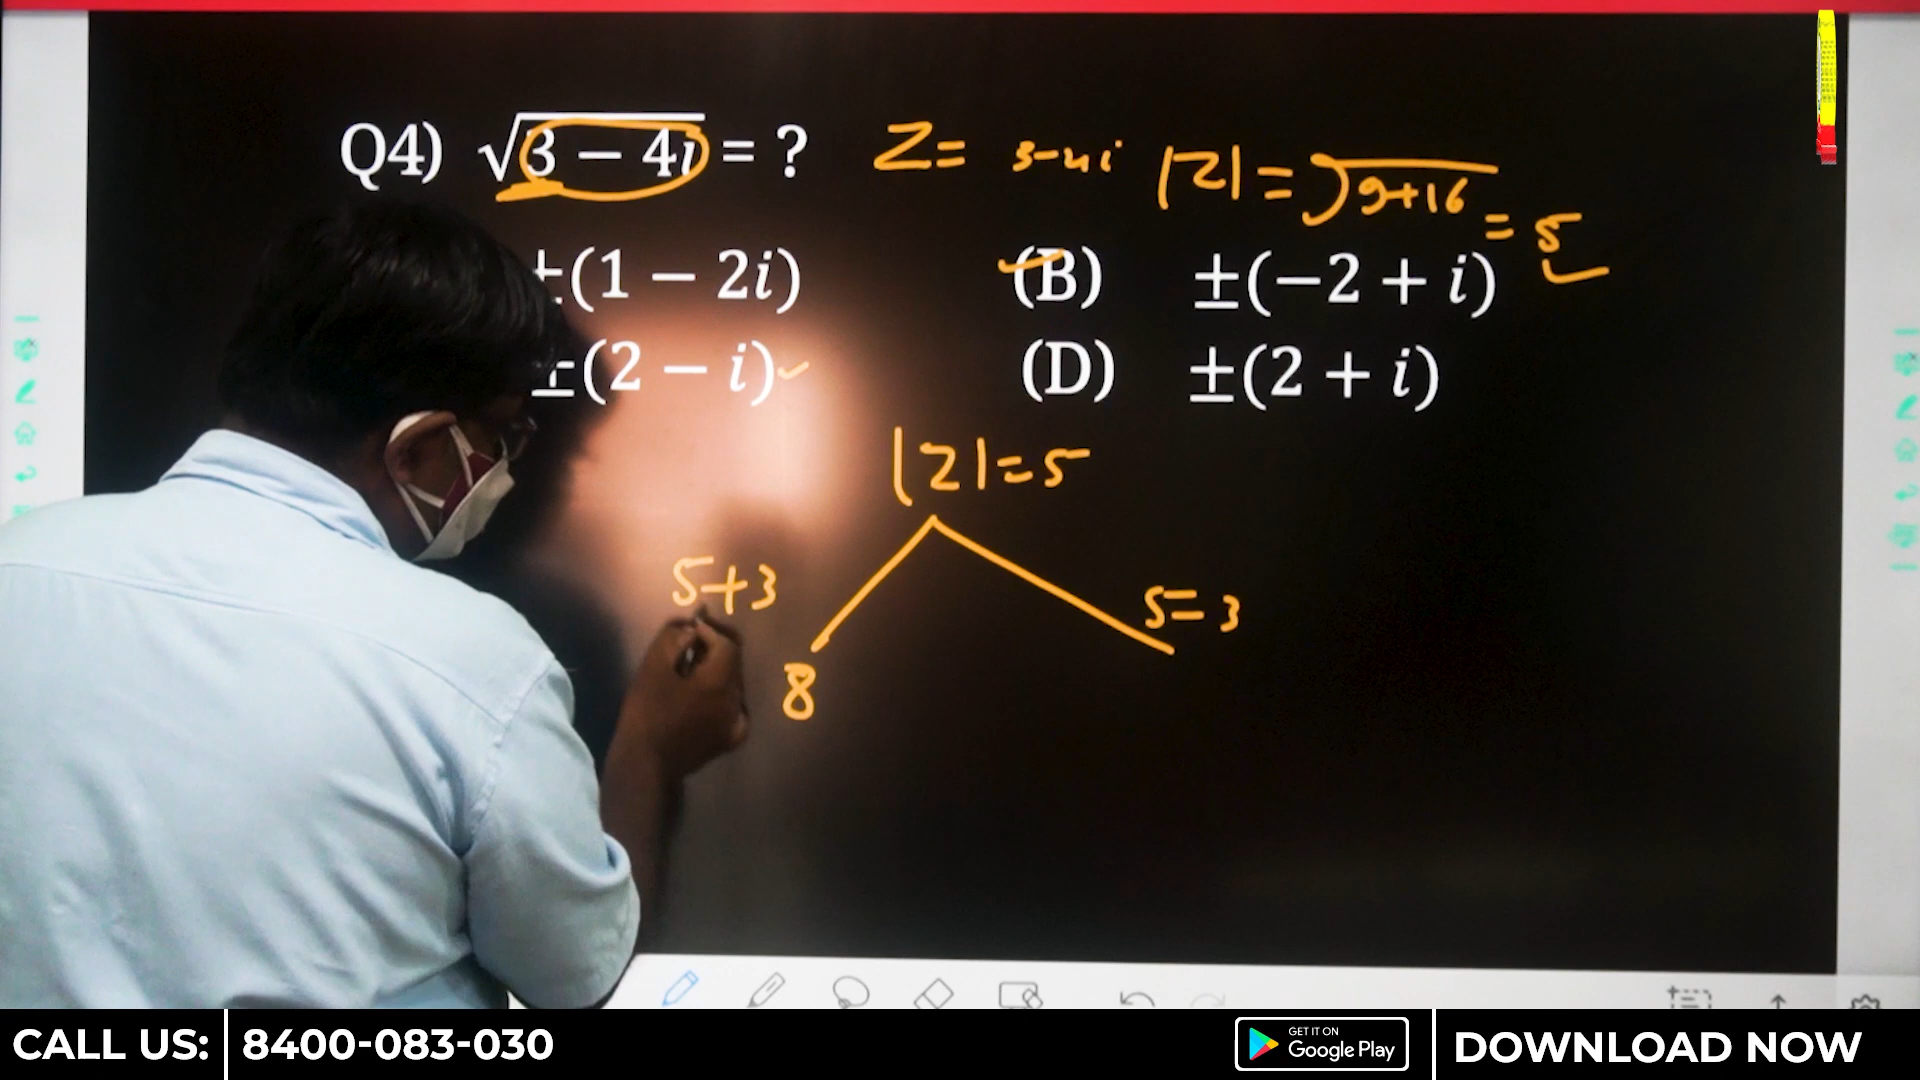 Q4) √3 − 4i = ? Z = 3-4i |Z| = √9+16 = 5
±(1 − 2i) (B) ±(−2 + i)
±(2 − i) (D) ±(2 + i)
|Z| = 5
5+3 5-3
8
CALL US: 8400-083-030 GET IT ON Google Play DOWNLOAD NOW